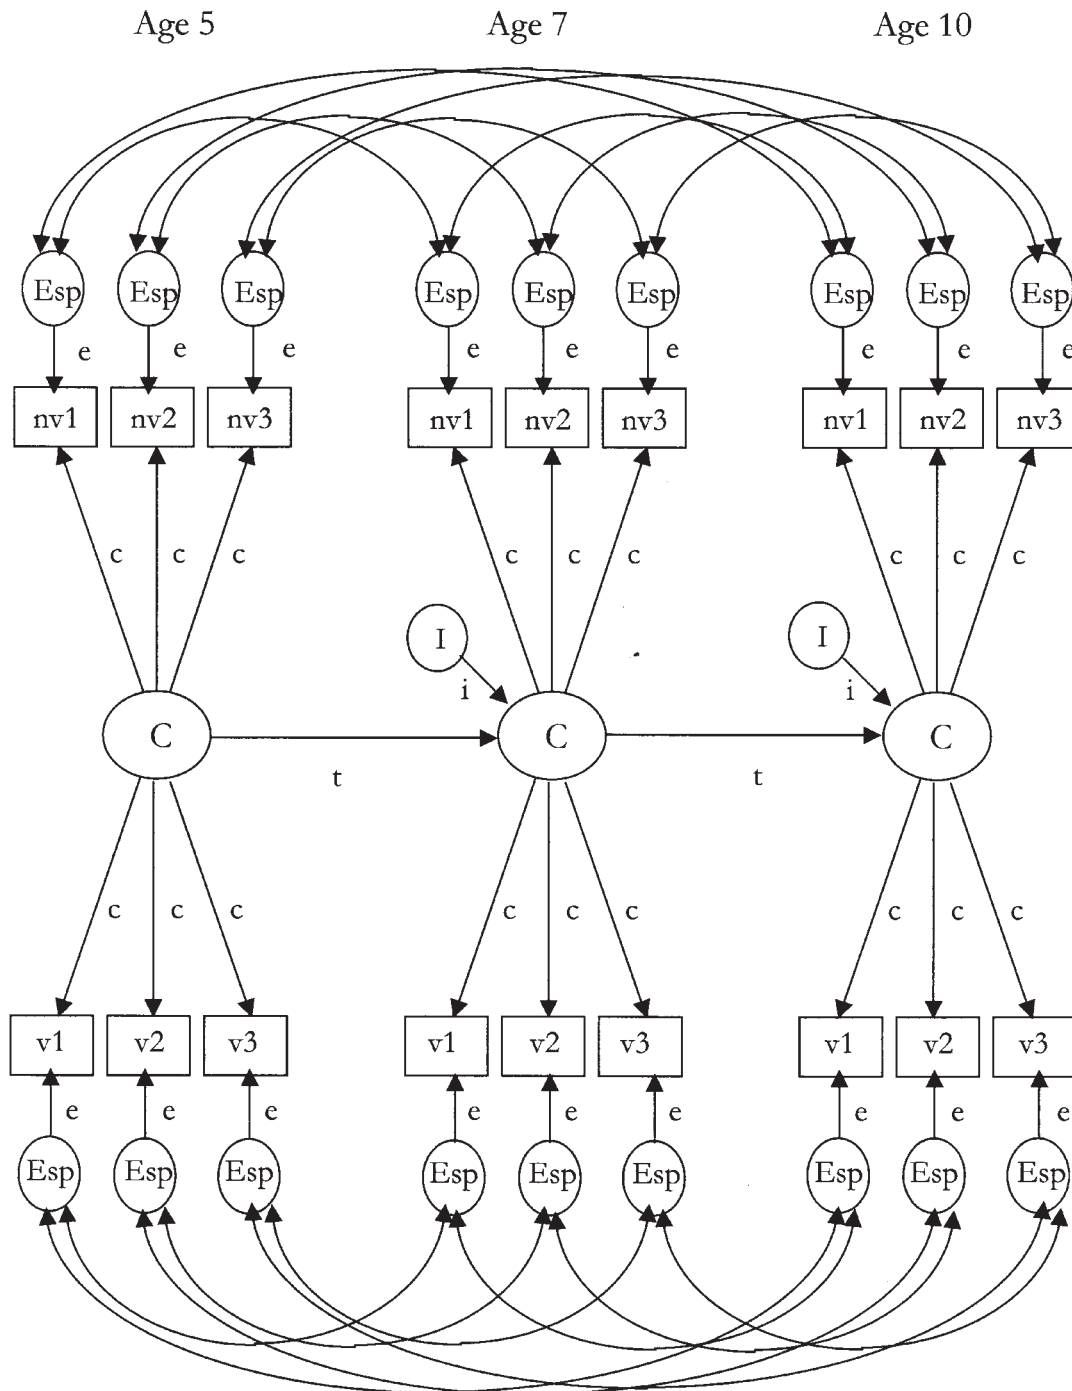 Age 5 Age 7 Age 10
Esp Esp Esp Esp Esp Esp Esp Esp Esp
e e e e e e e e e
nv1 nv2 nv3 nv1 nv2 nv3 nv1 nv2 nv3
c c c c c c c c c
I I
i i
C C C
t t
c c c c c c c c c
v1 v2 v3 v1 v2 v3 v1 v2 v3
e e e e e e e e e
Esp Esp Esp Esp Esp Esp Esp Esp Esp